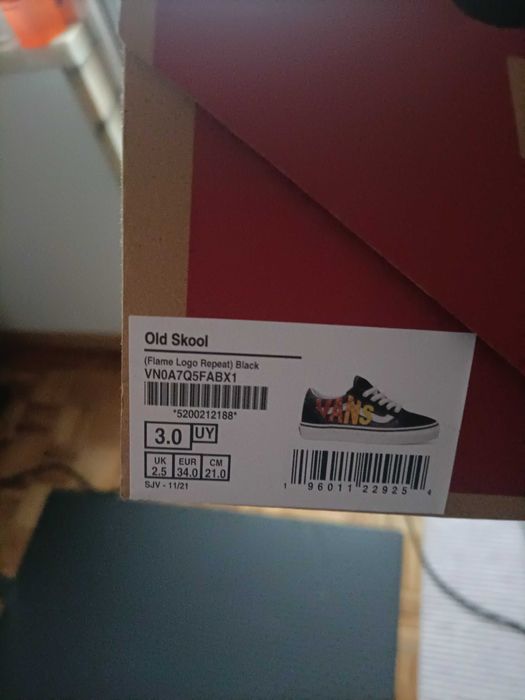 Old Skool
(Flame Logo Repeat) Black
VN0A7Q5FABX1
*5200212188*
3.0 UY
UK EUR CM
2.5 34.0 21.0
SJV - 11/21
VANS
1 96011 22925 4